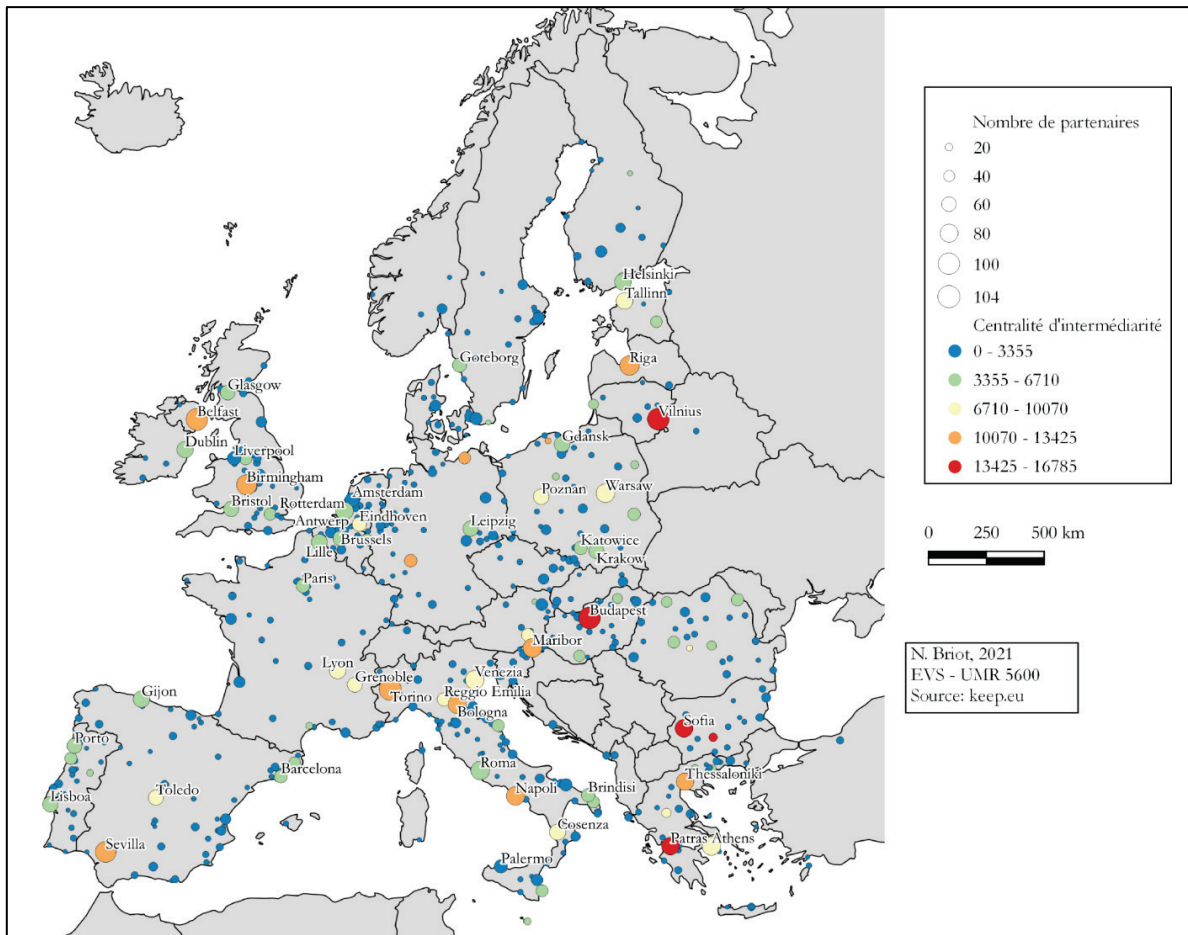 Helsinki
Tallinn
Göteborg
Riga
Glasgow
Belfast
Vilnius
Dublin
Liverpool
Gdansk
Birmingham
Amsterdam
Poznan
Warsaw
Bristol
Rotterdam
Antwerp
Eindhoven
Leipzig
Brussels
Lille
Katowice
Krakow
Paris
Budapest
Maribor
Lyon
Grenoble
Venezia
Torino
Reggio Emilia
Bologna
Gijon
Sofia
Porto
Barcelona
Roma
Thessaloniki
Toledo
Napoli
Brindisi
Lisboa
Cosenza
Sevilla
Patras
Athens
Palermo
Nombre de partenaires
20
40
60
80
100
104
Centralité d'intermédiarité
0 - 3355
3355 - 6710
6710 - 10070
10070 - 13425
13425 - 16785
0 250 500 km
N. Briot, 2021
EVS - UMR 5600
Source: keep.eu